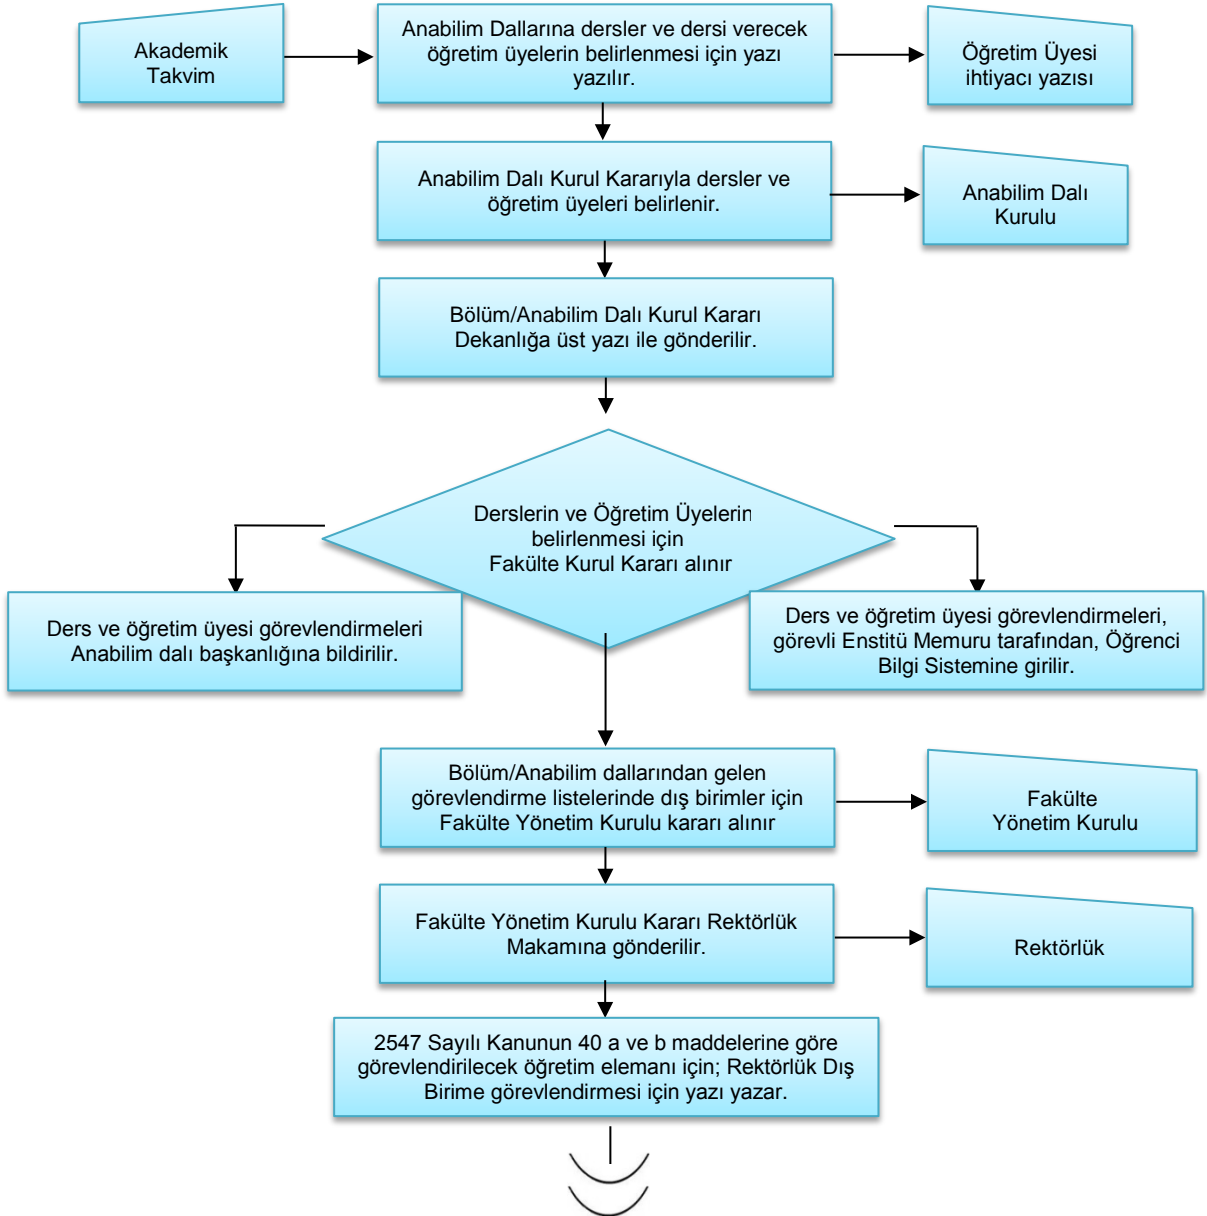 Akademik
Takvim
Anabilim Dallarına dersler ve dersi verecek
öğretim üyelerin belirlenmesi için yazı
yazılır.
Öğretim Üyesi
ihtiyacı yazısı
Anabilim Dalı Kurul Kararıyla dersler ve
öğretim üyeleri belirlenir.
Anabilim Dalı
Kurulu
Bölüm/Anabilim Dalı Kurul Kararı
Dekanlığa üst yazı ile gönderilir.
Derslerin ve Öğretim Üyelerin
belirlenmesi için
Fakülte Kurul Kararı alınır
Ders ve öğretim üyesi görevlendirmeleri
Anabilim dalı başkanlığına bildirilir.
Ders ve öğretim üyesi görevlendirmeleri,
görevli Enstitü Memuru tarafından, Öğrenci
Bilgi Sistemine girilir.
Bölüm/Anabilim dallarından gelen
görevlendirme listelerinde dış birimler için
Fakülte Yönetim Kurulu kararı alınır
Fakülte
Yönetim Kurulu
Fakülte Yönetim Kurulu Kararı Rektörlük
Makamına gönderilir.
Rektörlük
2547 Sayılı Kanunun 40 a ve b maddelerine göre
görevlendirilecek öğretim elemanı için; Rektörlük Dış
Birime görevlendirmesi için yazı yazar.